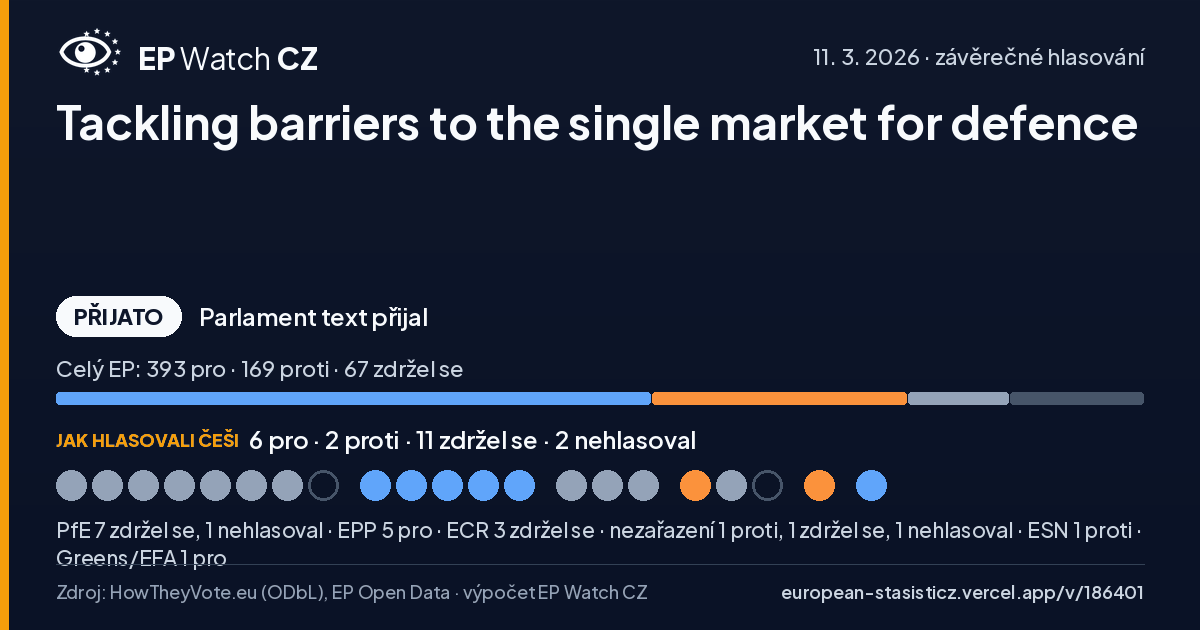 EP Watch CZ
11. 3. 2026 · závěrečné hlasování
Tackling barriers to the single market for defence
PŘIJATO Parlament text přijal
Celý EP: 393 pro · 169 proti · 67 zdržel se
JAK HLASOVALI ČEŠI 6 pro · 2 proti · 11 zdržel se · 2 nehlasoval
PfE 7 zdržel se, 1 nehlasoval · EPP 5 pro · ECR 3 zdržel se · nezařazení 1 proti, 1 zdržel se, 1 nehlasoval · ESN 1 proti ·
Greens/EFA 1 pro
Zdroj: HowTheyVote.eu (ODbL), EP Open Data · výpočet EP Watch CZ
european-stasisticz.vercel.app/v/186401